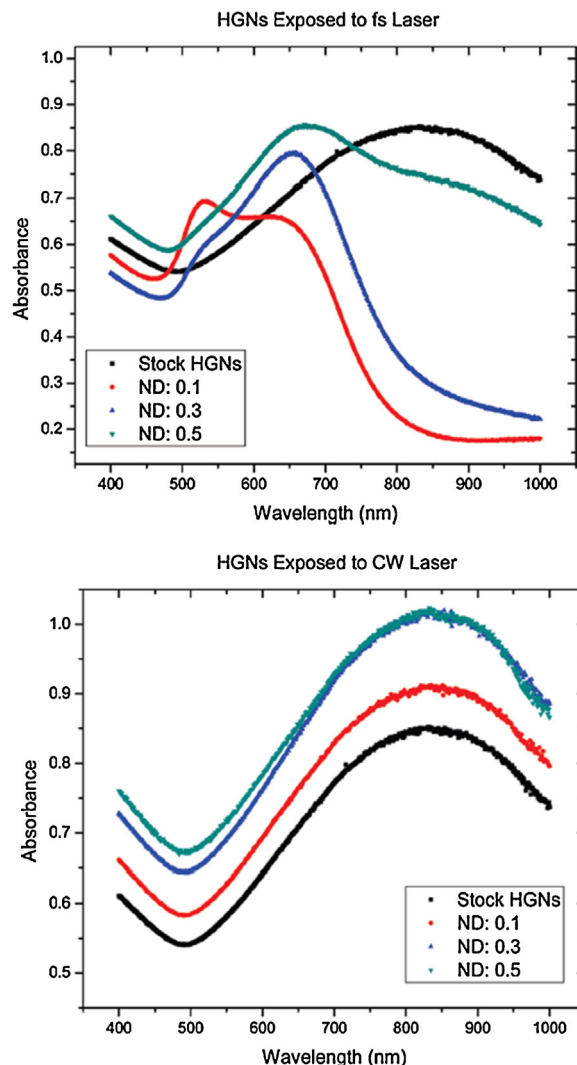 HGNs Exposed to fs Laser
1.0
0.9
0.8
0.7
0.6
0.5
0.4
0.3
0.2
Absorbance
Stock HGNs
ND: 0.1
ND: 0.3
ND: 0.5
400 500 600 700 800 900 1000
Wavelength (nm)
HGNs Exposed to CW Laser
1.0
0.9
0.8
0.7
0.6
0.5
Absorbance
Stock HGNs
ND: 0.1
ND: 0.3
ND: 0.5
400 500 600 700 800 900 1000
Wavelength (nm)